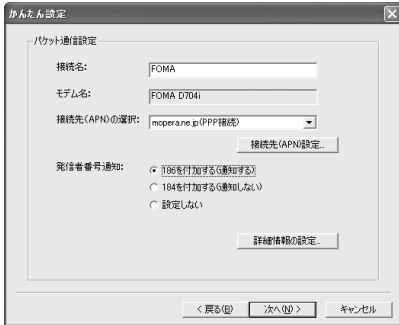 かんたん設定
パケット通信設定
接続名: FOMA
モデム名: FOMA D704i
接続先(APN)の選択: mopera.ne.jp(PPP接続)
接続先(APN)設定...
発信者番号通知: 186を付加する(通知する)
184を付加する(通知しない)
設定しない
詳細情報の設定...
< 戻る(B) 次へ(N) > キャンセル